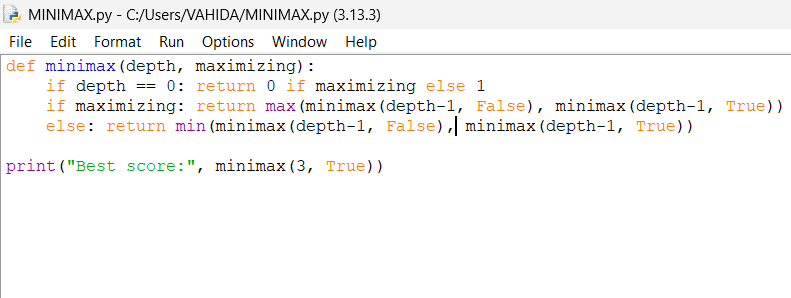 MINIMAX.py - C:/Users/VAHIDA/MINIMAX.py (3.13.3)
File Edit Format Run Options Window Help
def minimax(depth, maximizing):
    if depth == 0: return 0 if maximizing else 1
    if maximizing: return max(minimax(depth-1, False), minimax(depth-1, True))
    else: return min(minimax(depth-1, False), minimax(depth-1, True))

print("Best score:", minimax(3, True))